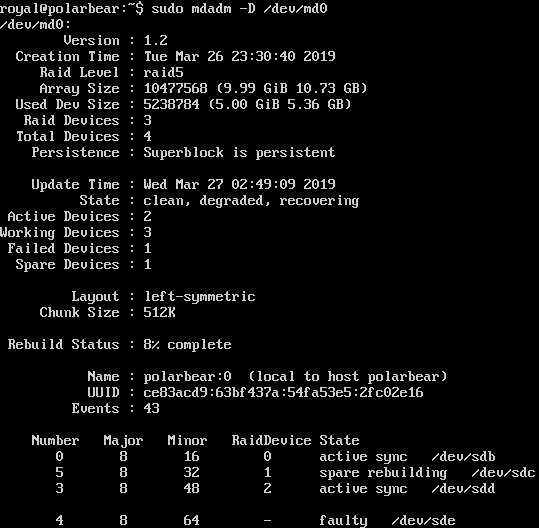 royal@polarbear:~$ sudo mdadm -D /dev/md0
/dev/md0:
Version : 1.2
Creation Time : Tue Mar 26 23:30:40 2019
Raid Level : raid5
Array Size : 10477568 (9.99 GiB 10.73 GB)
Used Dev Size : 5238784 (5.00 GiB 5.36 GB)
Raid Devices : 3
Total Devices : 4
Persistence : Superblock is persistent

Update Time : Wed Mar 27 02:49:09 2019
State : clean, degraded, recovering
Active Devices : 2
Working Devices : 3
Failed Devices : 1
Spare Devices : 1

Layout : left-symmetric
Chunk Size : 512K

Rebuild Status : 8% complete

Name : polarbear:0  (local to host polarbear)
UUID : ce83acd9:63bf437a:54fa53e5:2fc02e16
Events : 43

Number   Major   Minor   RaidDevice State
0       8       16        0      active sync   /dev/sdb
5       8       32        1      spare rebuilding   /dev/sdc
3       8       48        2      active sync   /dev/sdd

4       8       64        -      faulty   /dev/sde